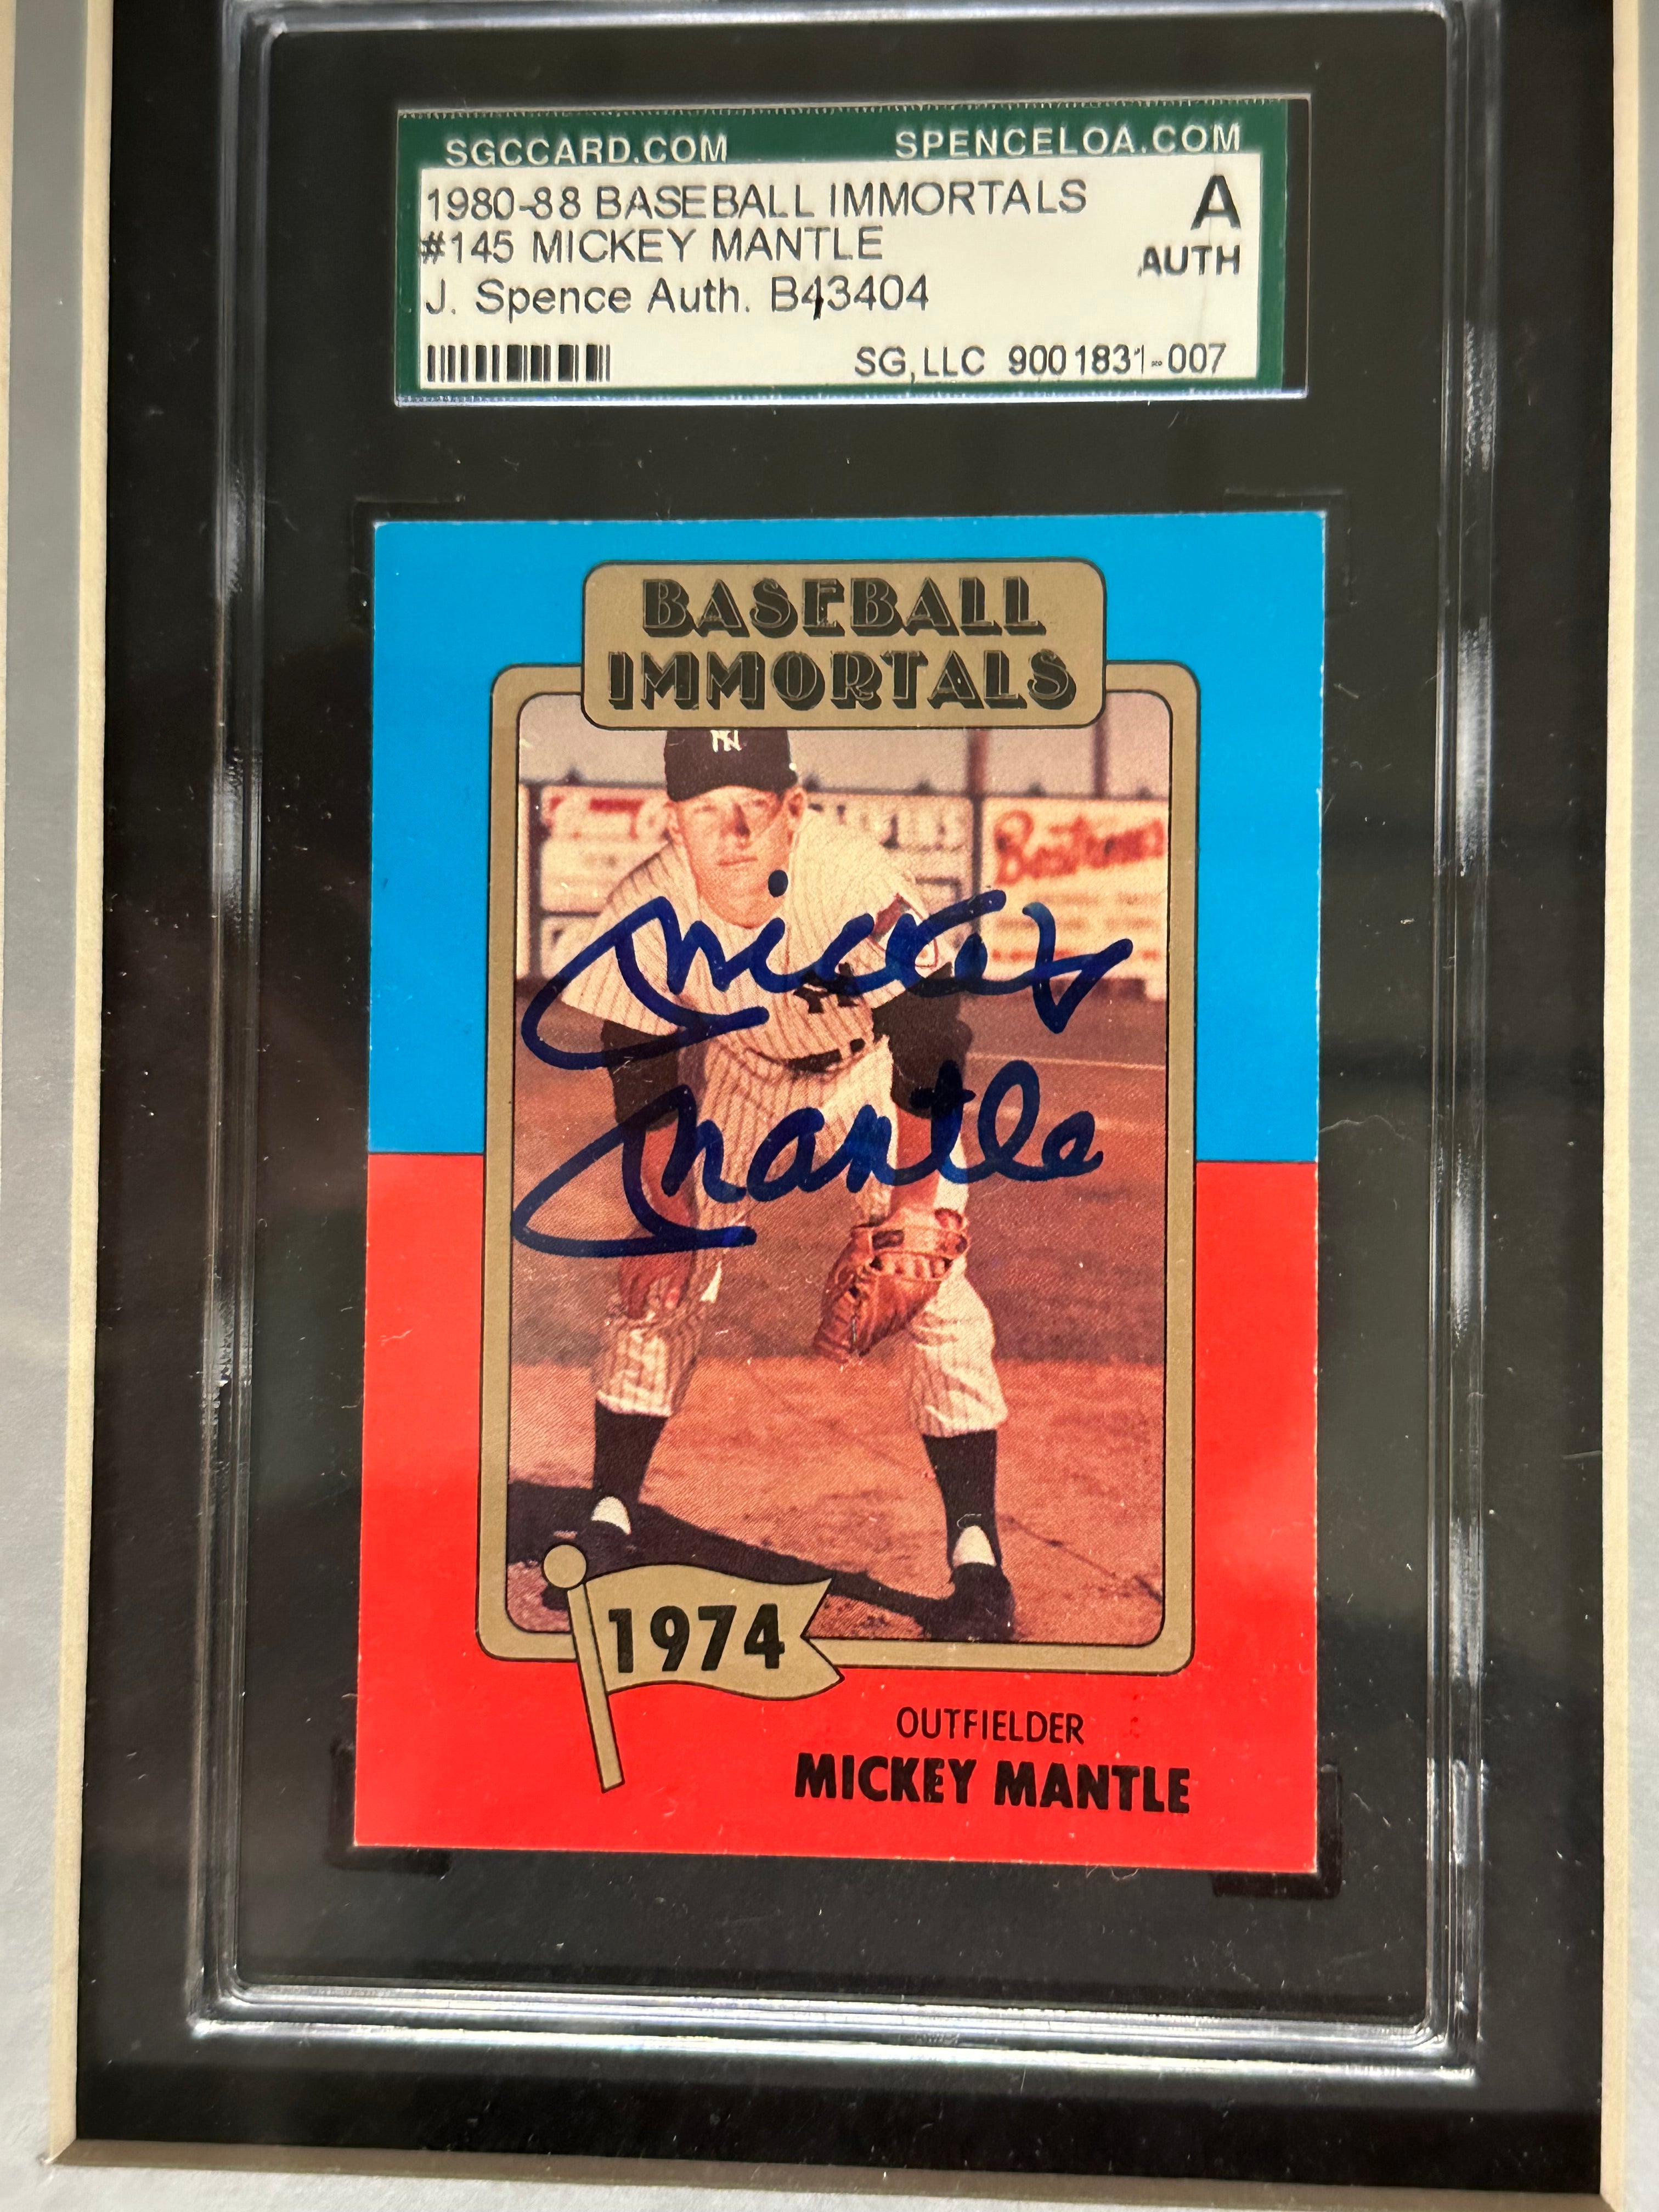 SGCCARD.COM SPENCELOA.COM
1980-88 BASEBALL IMMORTALS A
#145 MICKEY MANTLE AUTH
J. Spence Auth. B43404
SG, LLC 9001831-007
BASEBALL
IMMORTALS
NY
Mickey
Mantle
1974
OUTFIELDER
MICKEY MANTLE